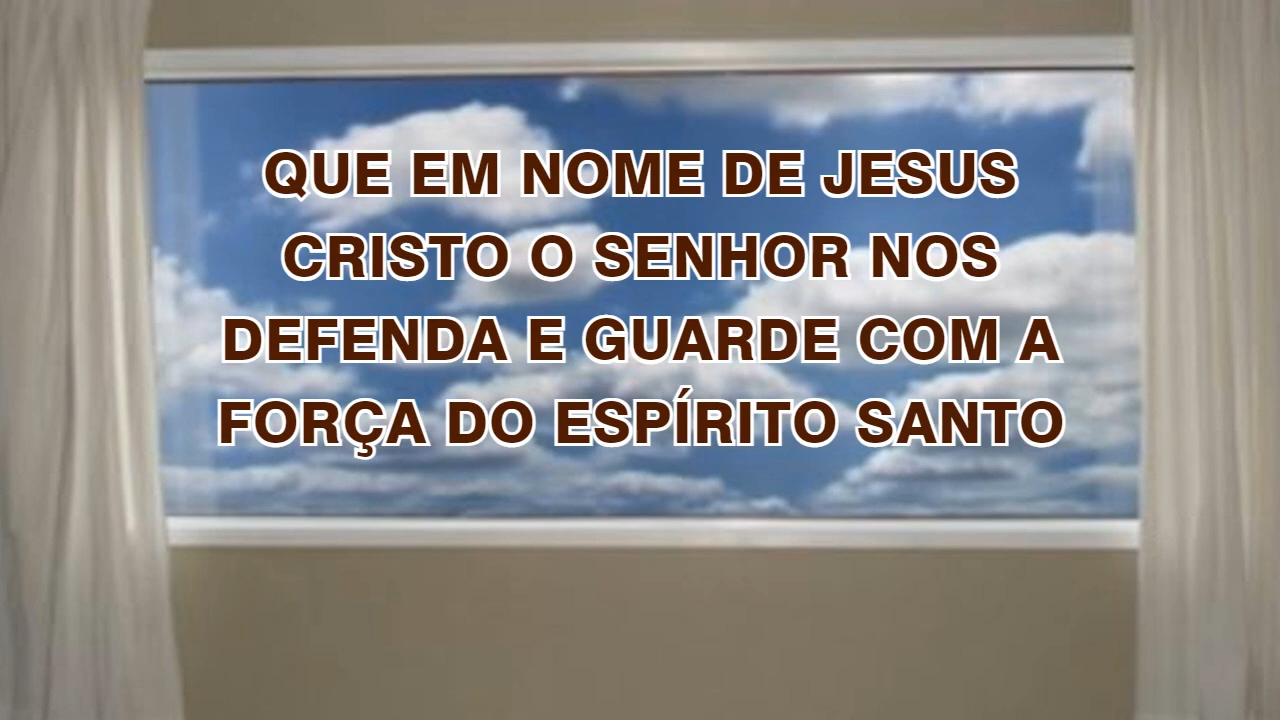 QUE EM NOME DE JESUS
CRISTO O SENHOR NOS
DEFENDA E GUARDE COM A
FORÇA DO ESPÍRITO SANTO